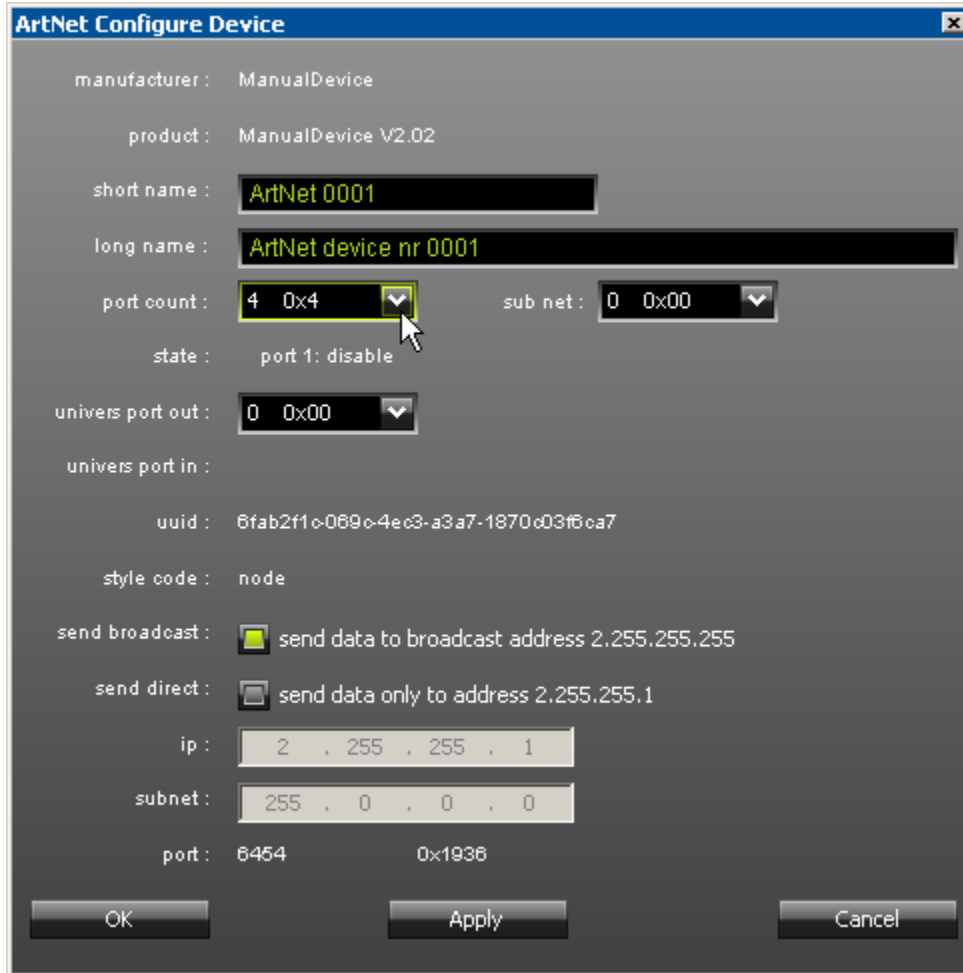 ArtNet Configure Device
manufacturer : ManualDevice
product : ManualDevice V2.02
short name : ArtNet 0001
long name : ArtNet device nr 0001
port count : 4 0x4 sub net : 0 0x00
state : port 1: disable
univers port out : 0 0x00
univers port in :
uuid : 6fab2f1c-069c-4ec3-a3a7-1870c03f6ca7
style code : node
send broadcast : send data to broadcast address 2.255.255.255
send direct : send data only to address 2.255.255.1
ip : 2 . 255 . 255 . 1
subnet : 255 . 0 . 0 . 0
port : 6454 0x1936
OK Apply Cancel